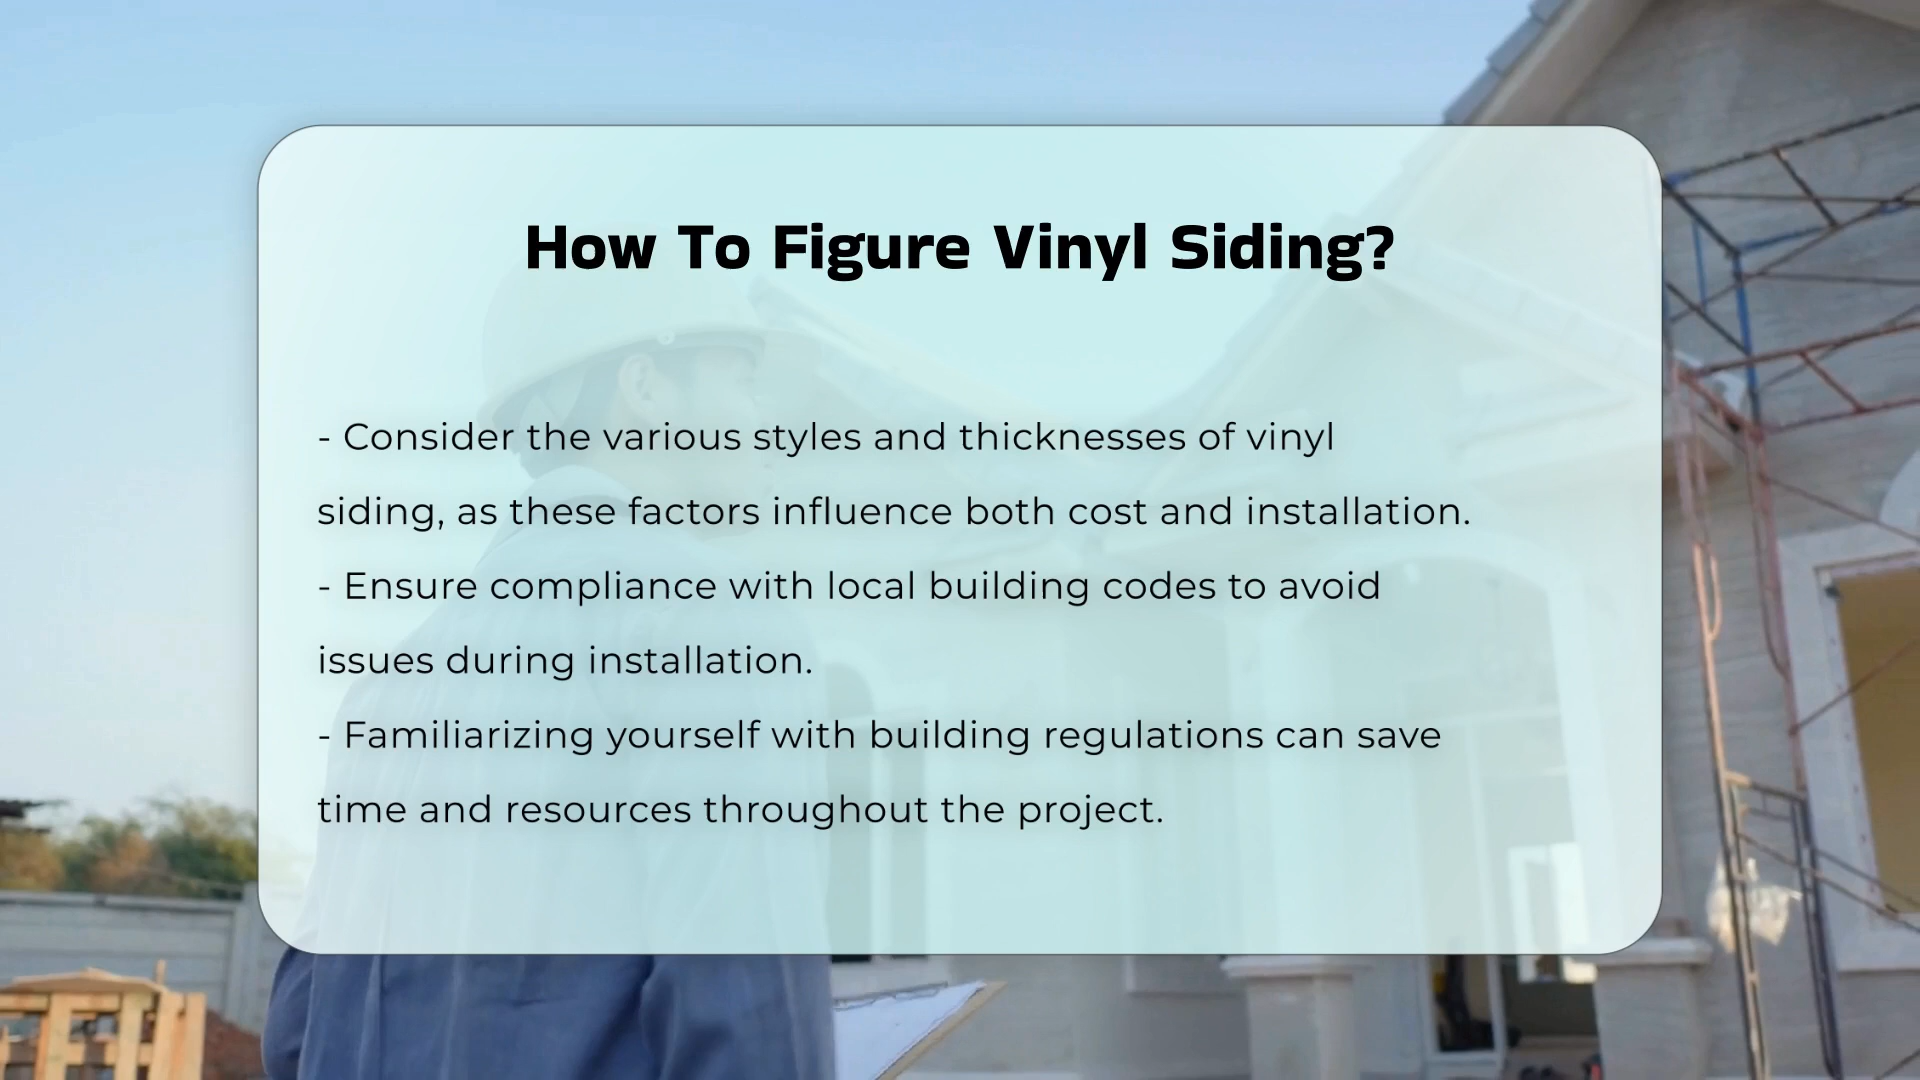 How To Figure Vinyl Siding?
- Consider the various styles and thicknesses of vinyl
siding, as these factors influence both cost and installation.
- Ensure compliance with local building codes to avoid
issues during installation.
- Familiarizing yourself with building regulations can save
time and resources throughout the project.